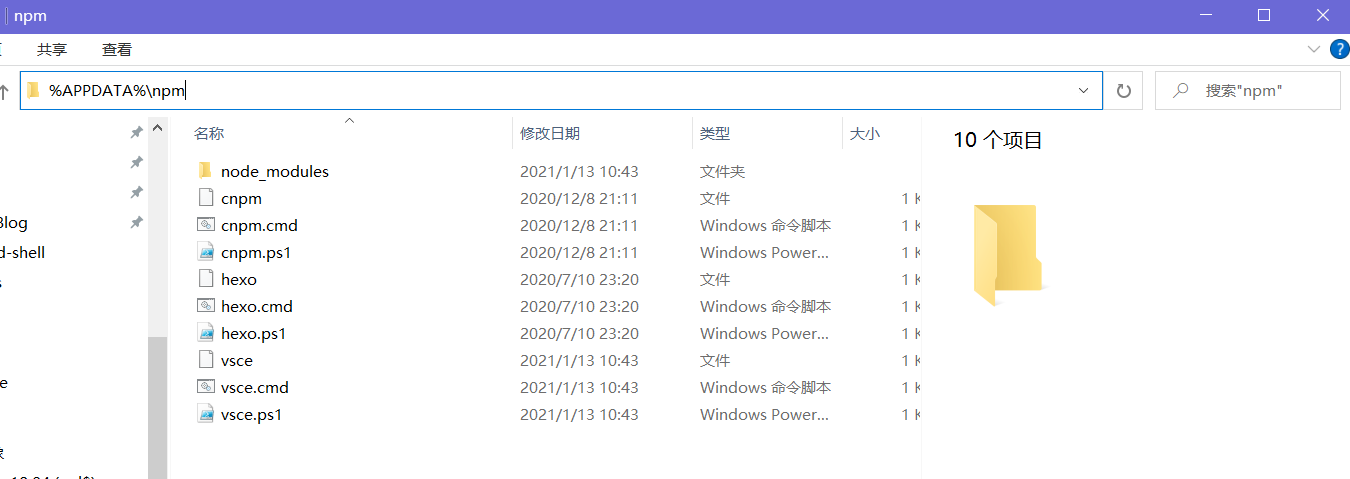 npm
共享 查看
%APPDATA%\npm 搜索"npm"
名称 修改日期 类型 大小
10 个项目
node_modules 2021/1/13 10:43 文件夹
cnpm 2020/12/8 21:11 文件 1 K
cnpm.cmd 2020/12/8 21:11 Windows 命令脚本 1 K
cnpm.ps1 2020/12/8 21:11 Windows Power... 1 K
hexo 2020/7/10 23:20 文件 1 K
hexo.cmd 2020/7/10 23:20 Windows 命令脚本 1 K
hexo.ps1 2020/7/10 23:20 Windows Power... 1 K
vsce 2021/1/13 10:43 文件 1 K
vsce.cmd 2021/1/13 10:43 Windows 命令脚本 1 K
vsce.ps1 2021/1/13 10:43 Windows Power... 1 K
Blog
d-shell